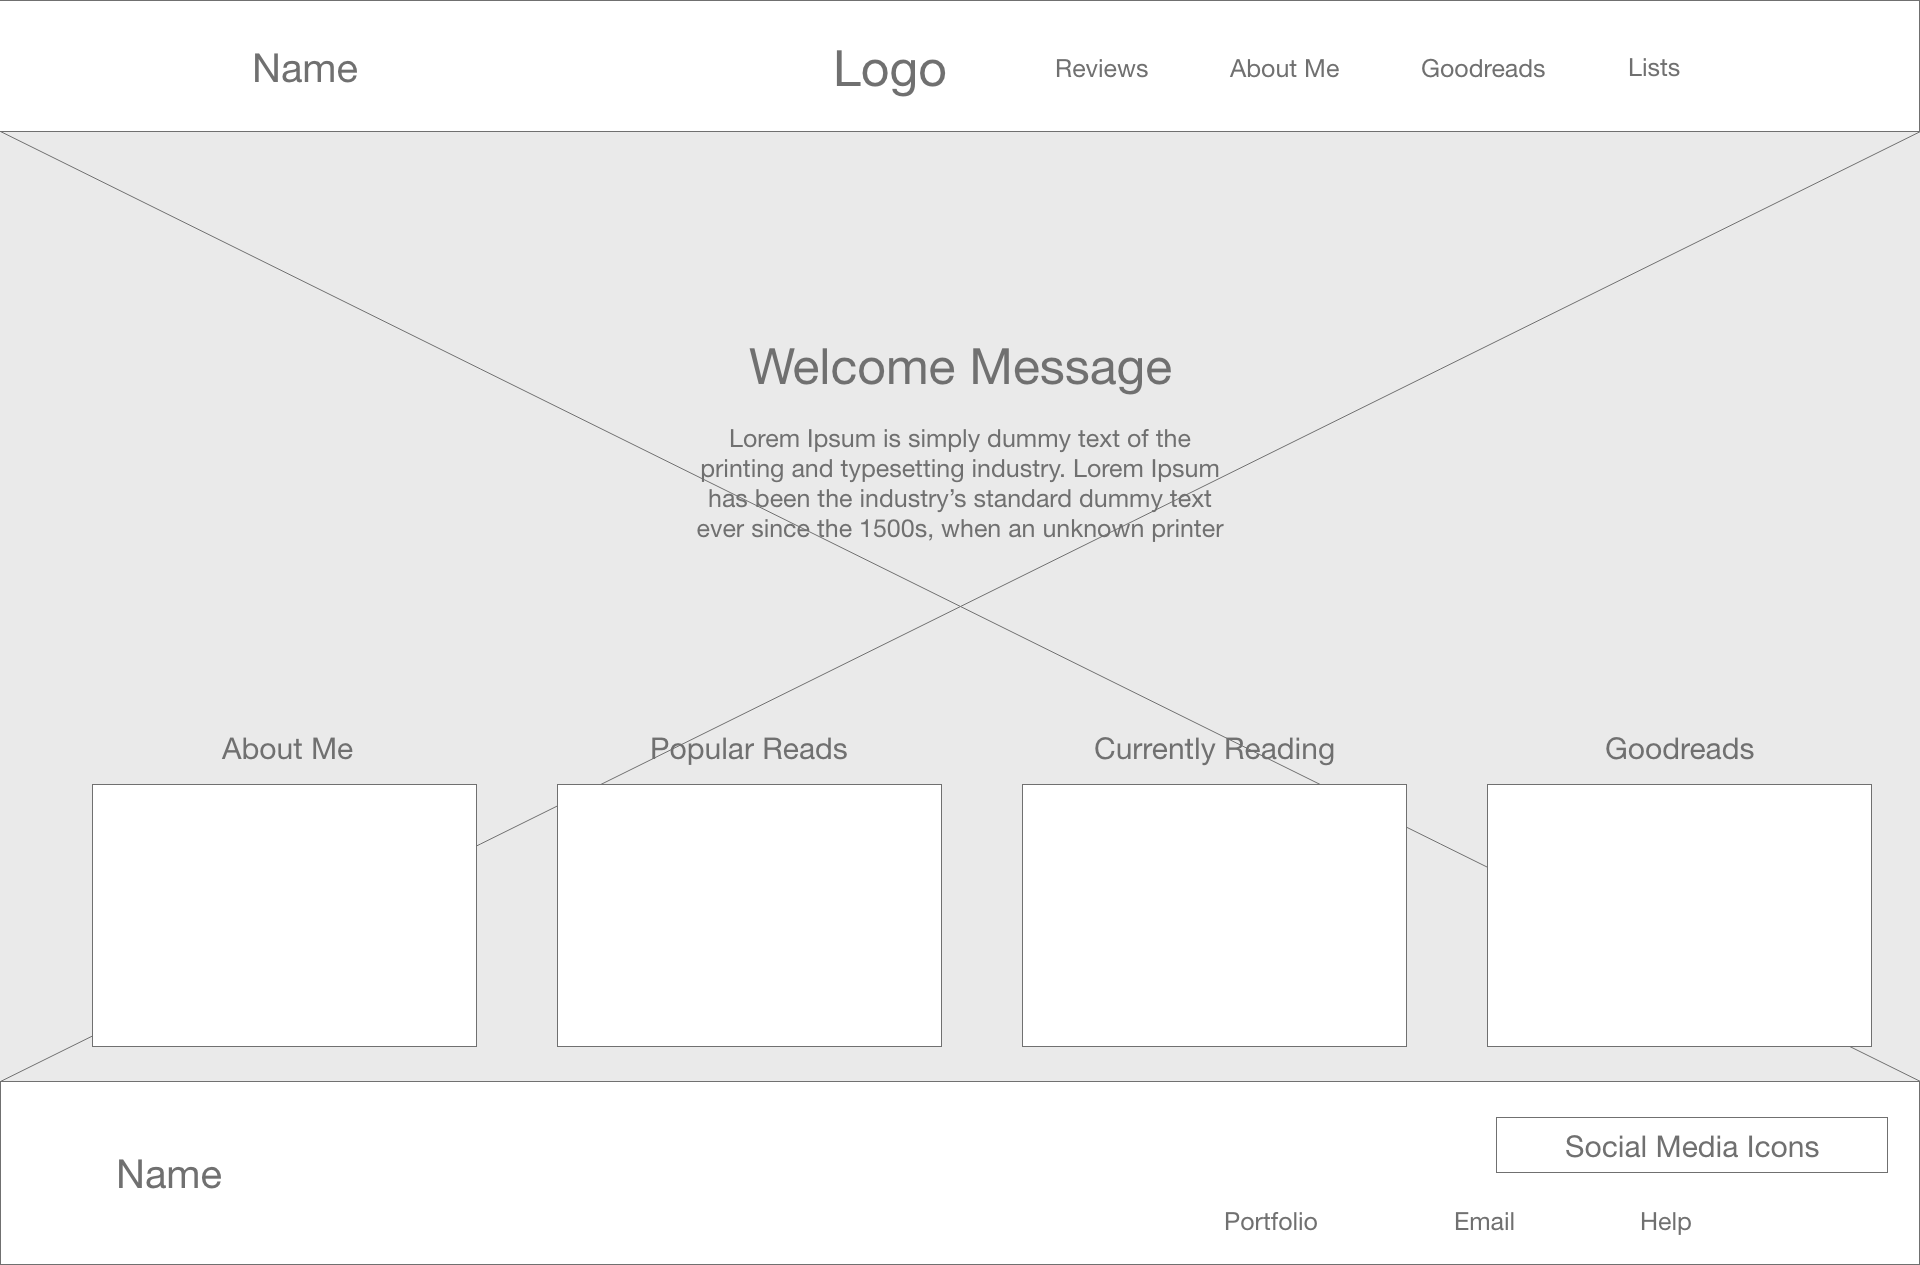 Name
Logo
Reviews
About Me
Goodreads
Lists
Welcome Message
Lorem Ipsum is simply dummy text of the
printing and typesetting industry. Lorem Ipsum
has been the industry’s standard dummy text
ever since the 1500s, when an unknown printer
About Me
Popular Reads
Currently Reading
Goodreads
Name
Social Media Icons
Portfolio
Email
Help